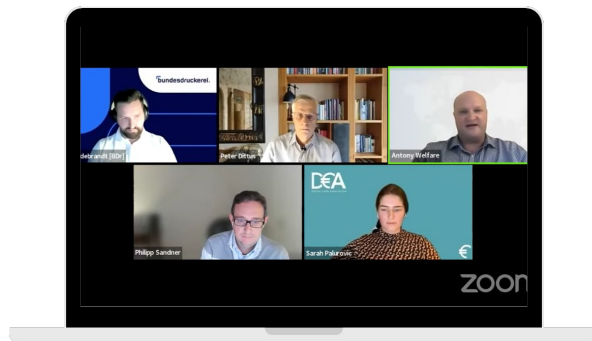 bundesdruckerei.
debrandt (BDr)
Peter Dittus
Antony Welfare
D€A
Philipp Sandner
Sarah Palurovic
€
zoom